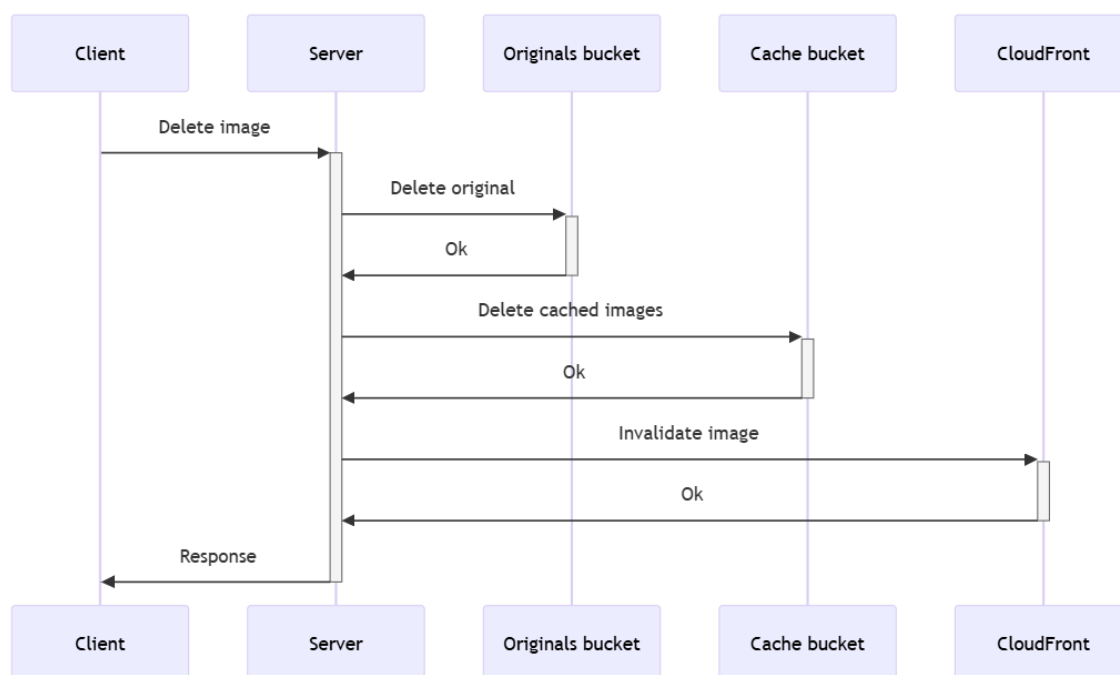 Client
Server
Originals bucket
Cache bucket
CloudFront
Delete image
Delete original
Ok
Delete cached images
Ok
Invalidate image
Ok
Response
Client
Server
Originals bucket
Cache bucket
CloudFront